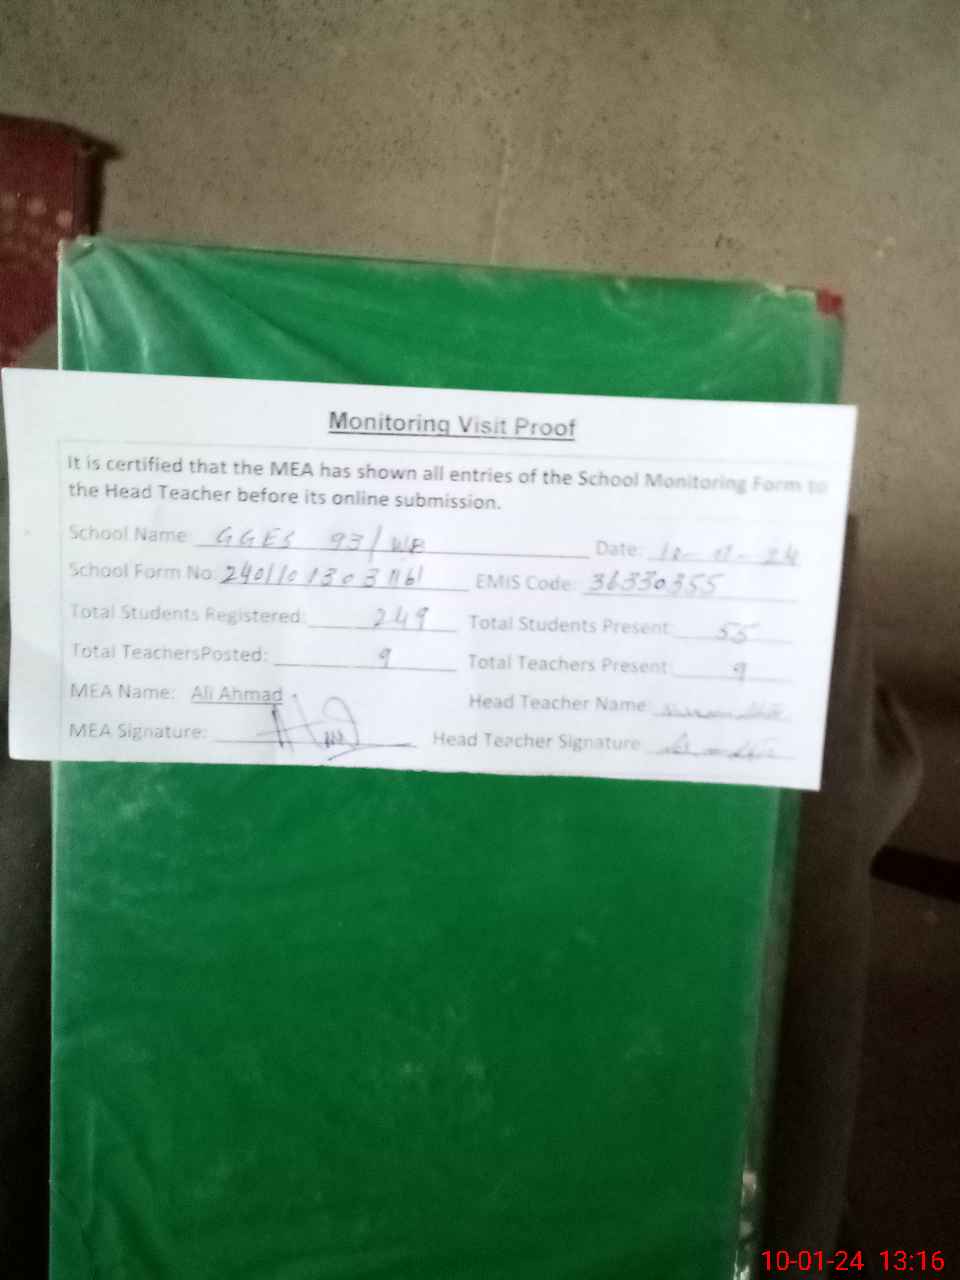 Monitoring Visit Proof
It is certified that the MEA has shown all entries of the School Monitoring Form to
the Head Teacher before its online submission.
School Name: GGES 93/WB Date: 10- -24
School Form No: EMIS Code: 36330355
Total Students Registered: 249 Total Students Present: 55
Total TeachersPosted: 9 Total Teachers Present: 9
MEA Name: Ali Ahmad Head Teacher Name:
MEA Signature: Head Teacher Signature
10-01-24 13:16